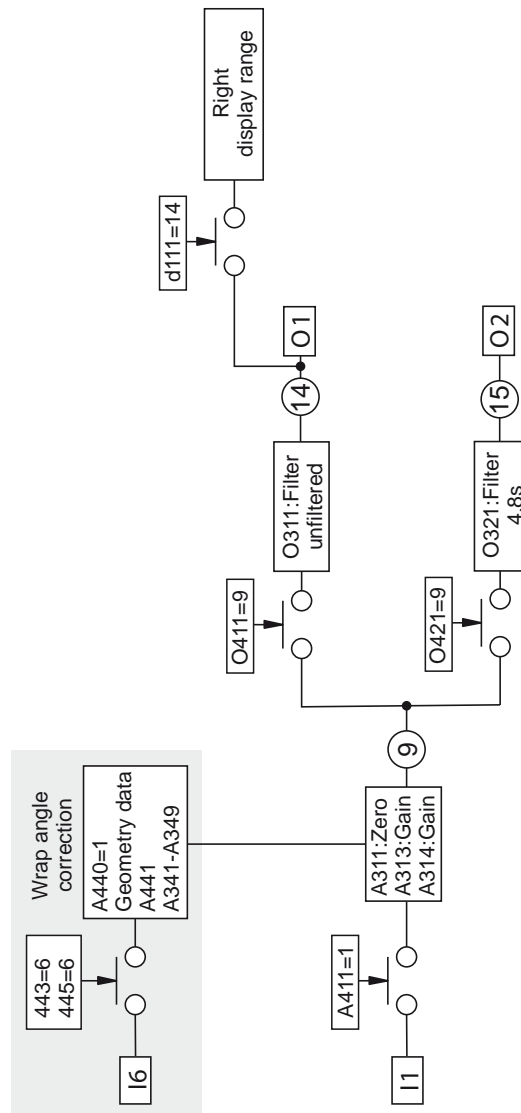 Wrap angle
correction
443=6
445=6
A440=1
Geometry data
A441
A341-A349
I6
I1
A411=1
A311:Zero
A313:Gain
A314:Gain
9
O411=9
O311:Filter
unfiltered
14
O1
d111=14
Right
display range
O421=9
O321:Filter
4.8s
15
O2